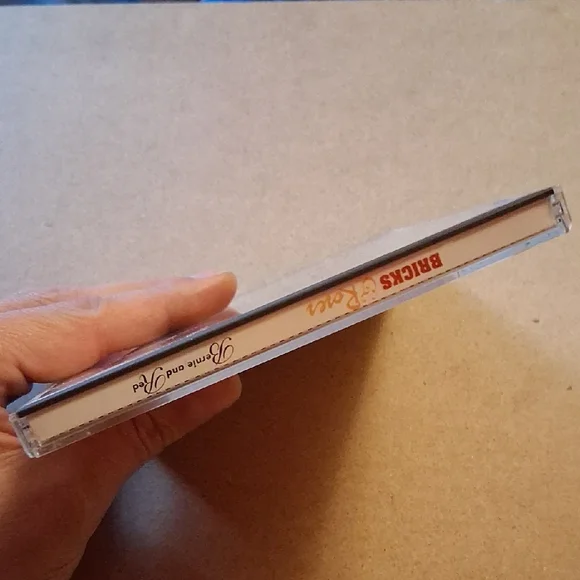 BRICKS & Roses Bernie and Red